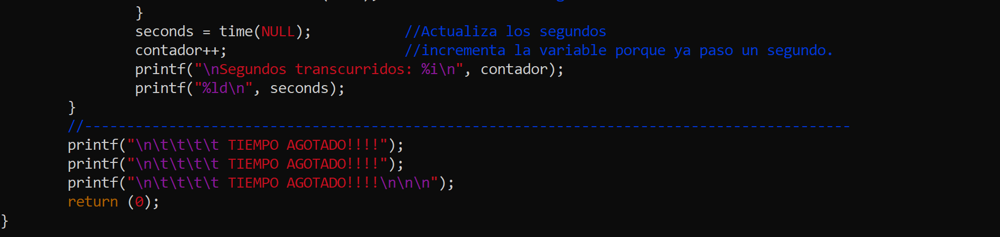 }
seconds = time(NULL); //Actualiza los segundos
contador++; //incrementa la variable porque ya paso un segundo.
printf("\nSegundos transcurridos: %i\n", contador);
printf("%ld\n", seconds);
}
//-------------------------------------------------------------------------------------------
printf("\n\t\t\t\t TIEMPO AGOTADO!!!!");
printf("\n\t\t\t\t TIEMPO AGOTADO!!!!");
printf("\n\t\t\t\t TIEMPO AGOTADO!!!!\n\n\n");
return (0);
}